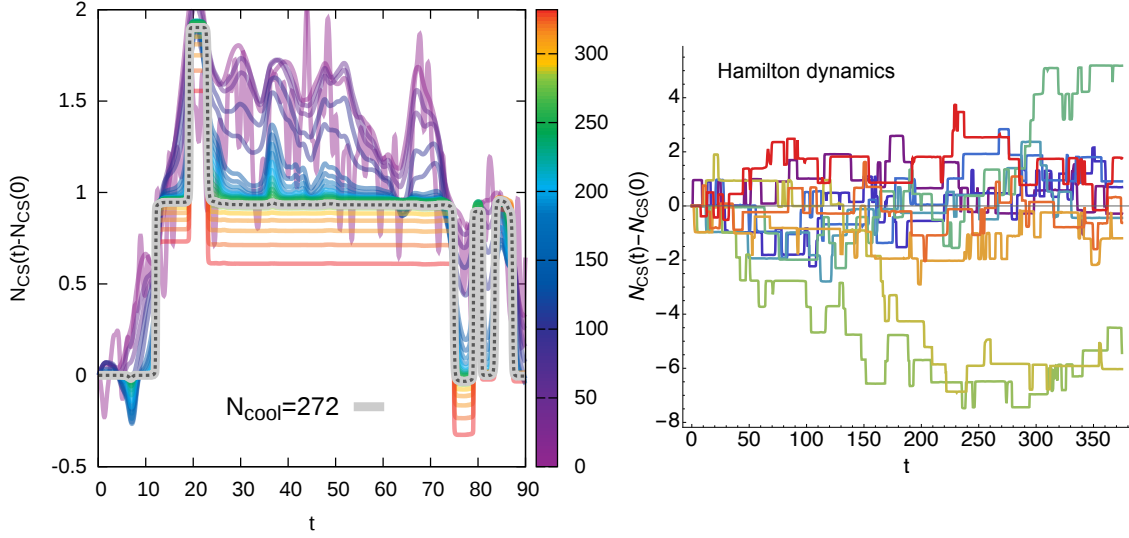 2
1.5
1
0.5
0
-0.5
N_CS(t)-N_CS(0)
0 10 20 30 40 50 60 70 80 90
t
N_cool=272
300
250
200
150
100
50
0
Hamilton dynamics
4
2
0
−2
−4
−6
−8
N_CS(t)−N_CS(0)
0 50 100 150 200 250 300 350
t